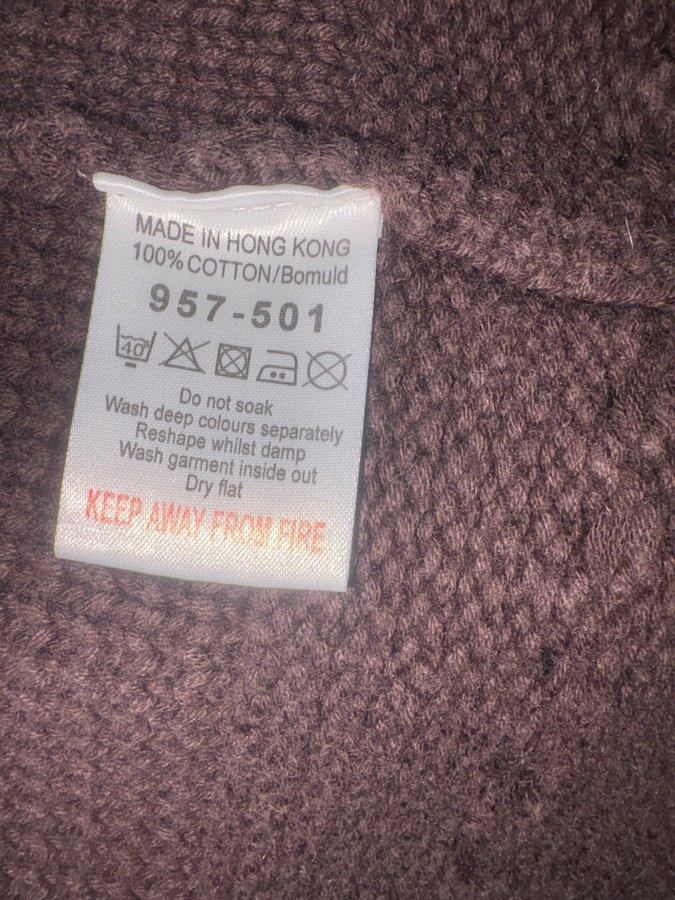 MADE IN HONG KONG
100% COTTON/Bomuld
957-501
40
Do not soak
Wash deep colours separately
Reshape whilst damp
Wash garment inside out
Dry flat
KEEP AWAY FROM FIRE